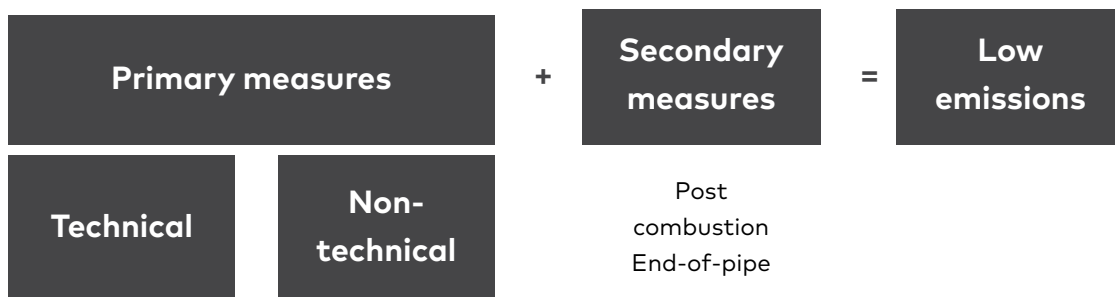 Primary measures
+
Secondary
measures
=
Low
emissions
Technical
Non-
technical
Post
combustion
End-of-pipe